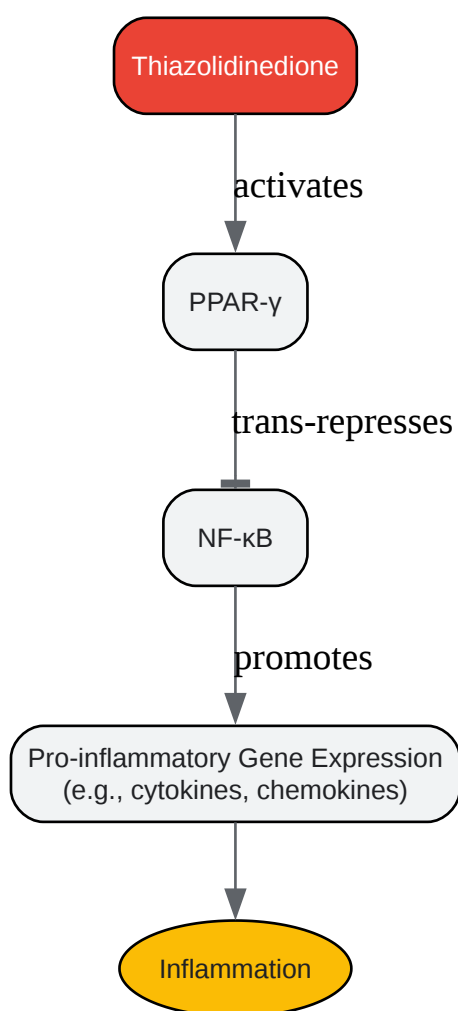 Thiazolidinedione
activates
PPAR-γ
trans-represses
NF-κB
promotes
Pro-inflammatory Gene Expression
(e.g., cytokines, chemokines)
Inflammation